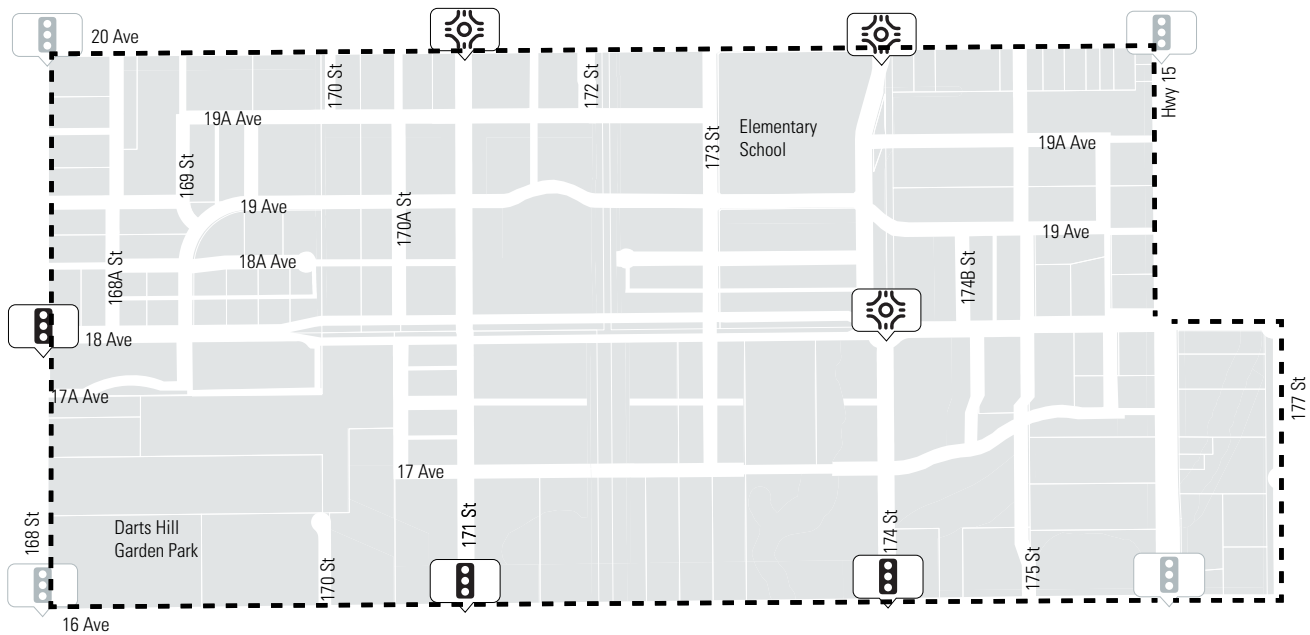 20 Ave
170 St
172 St
Hwy 15
19A Ave
173 St
Elementary
School
19A Ave
169 St
19 Ave
170A St
19 Ave
168A St
18A Ave
174B St
18 Ave
17A Ave
177 St
17 Ave
168 St
Darts Hill
Garden Park
170 St
171 St
174 St
175 St
16 Ave